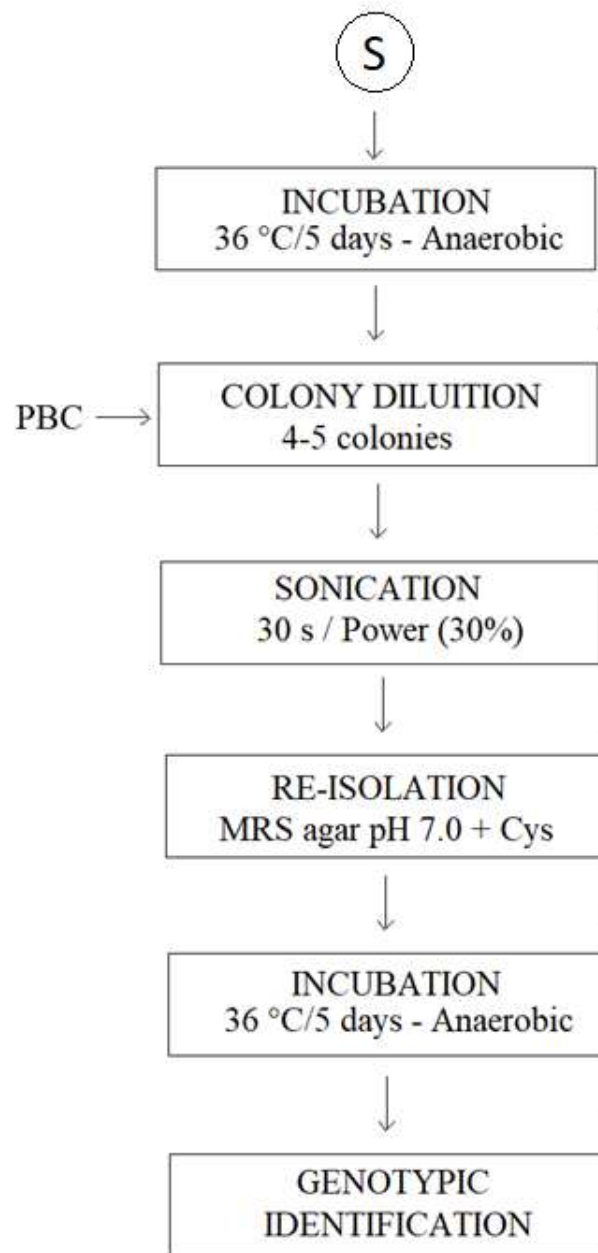 S
INCUBATION
36 °C/5 days - Anaerobic
PBC
COLONY DILUITION
4-5 colonies
SONICATION
30 s / Power (30%)
RE-ISOLATION
MRS agar pH 7.0 + Cys
INCUBATION
36 °C/5 days - Anaerobic
GENOTYPIC
IDENTIFICATION